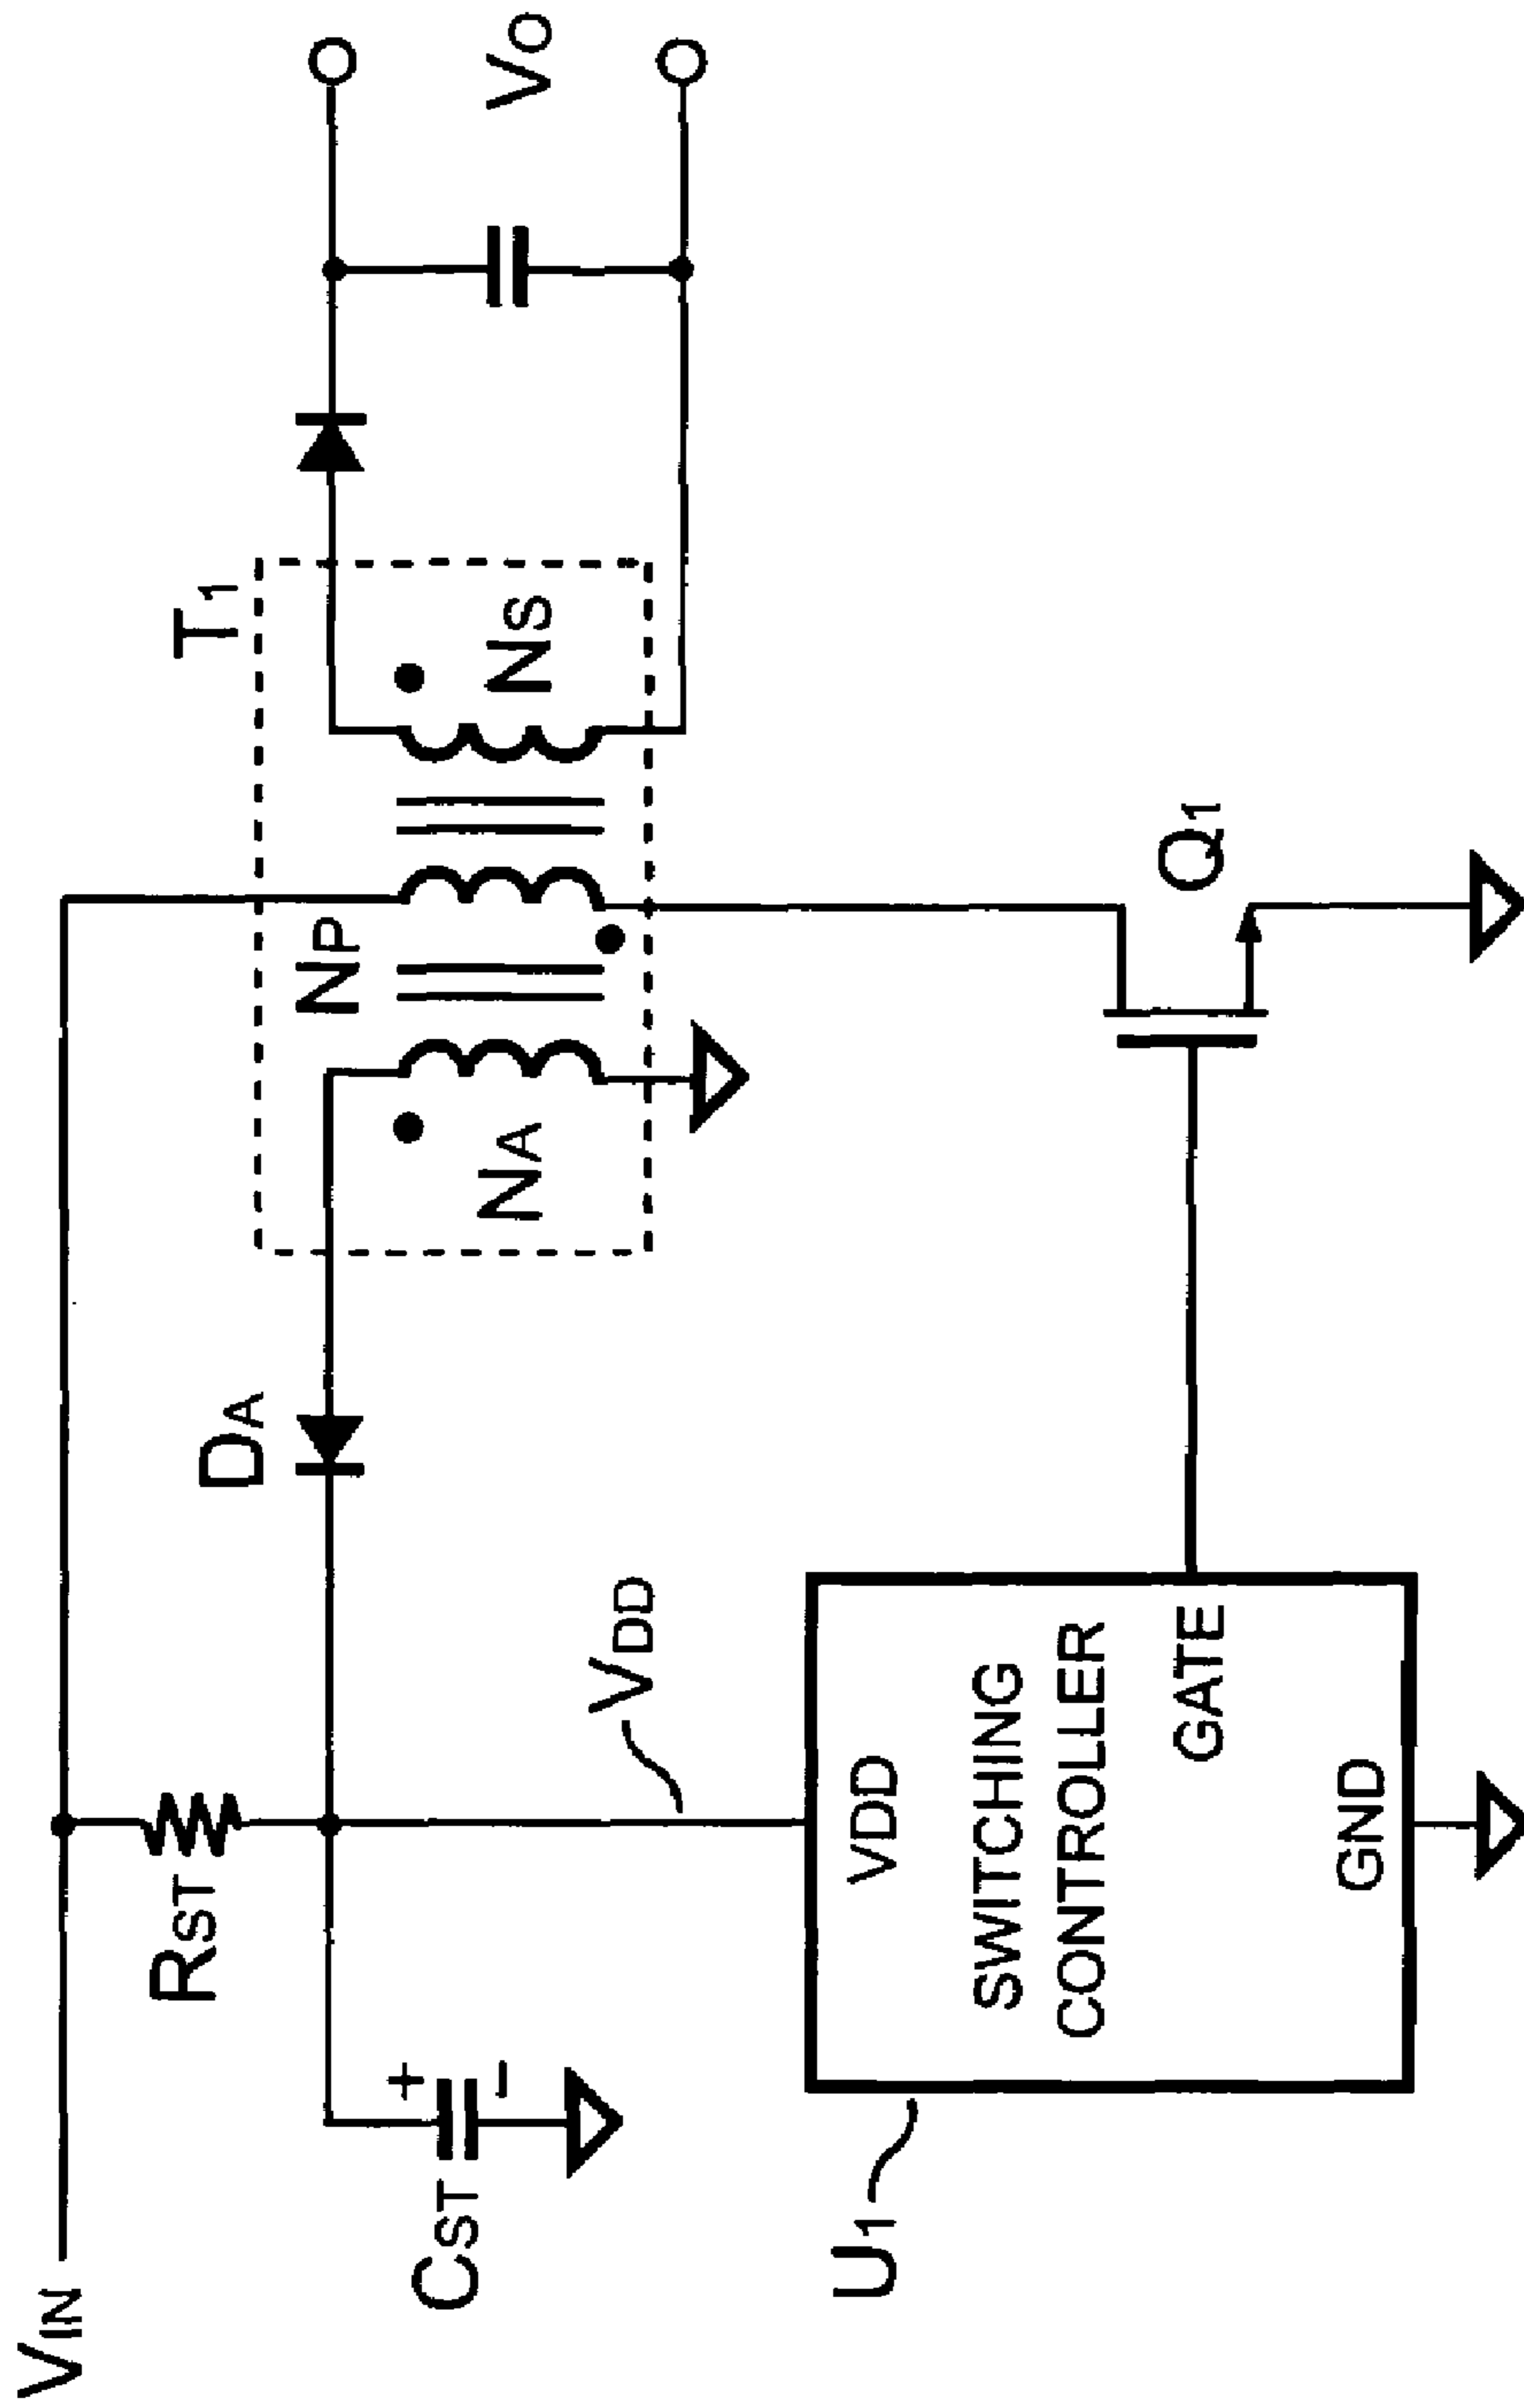 VIN
RST
DA
T1
NP
NA
NS
VO
CST
+
−
VDD
U1
VDD
SWITCHING
CONTROLLER
GATE
GND
Q1